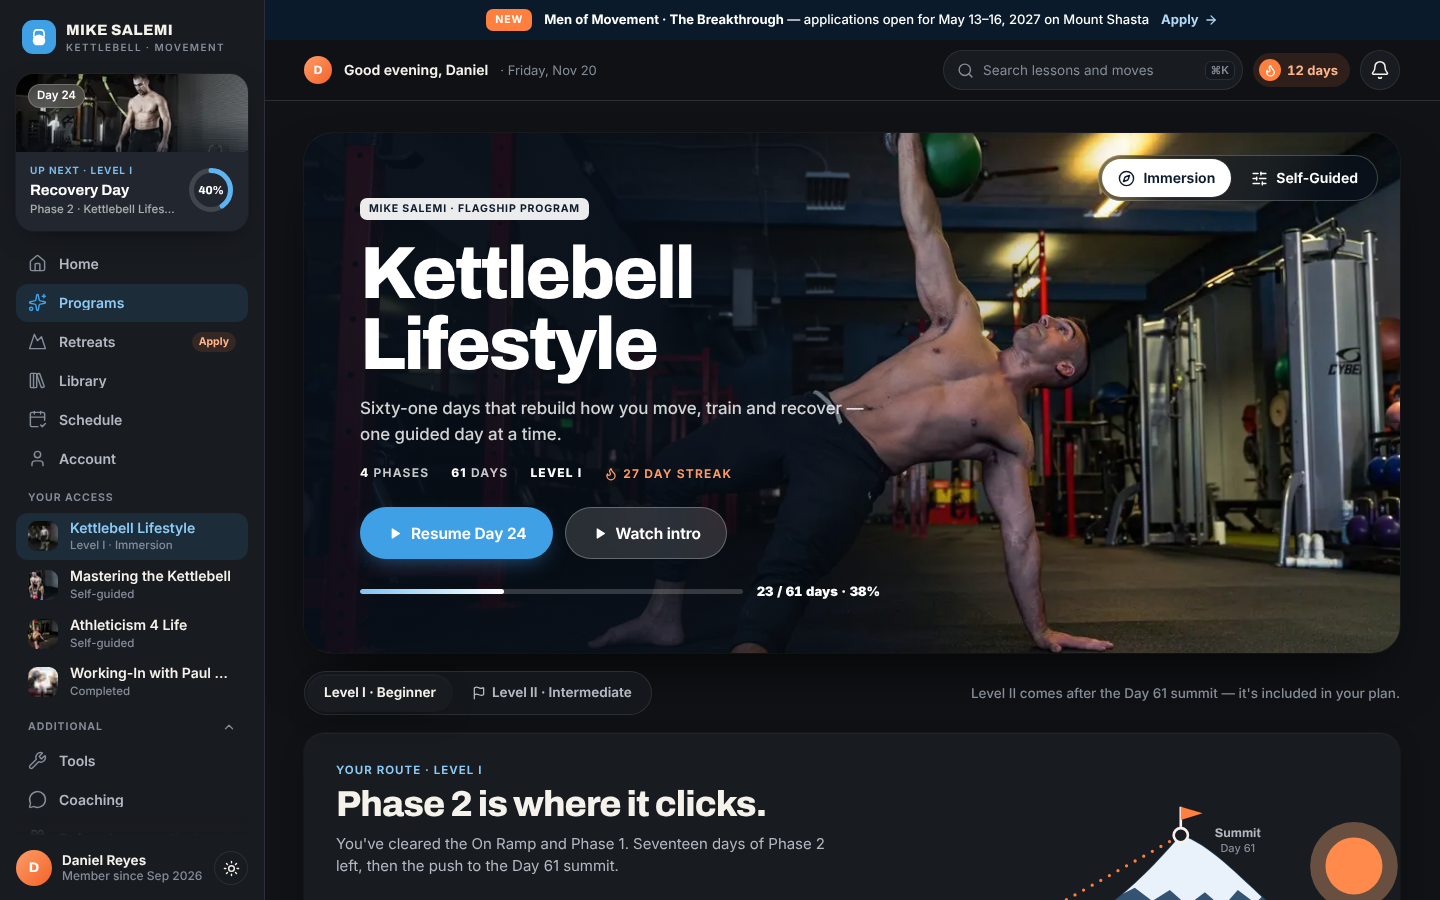 MIKE SALEMI
KETTLEBELL · MOVEMENT
Day 24
UP NEXT · LEVEL I
Recovery Day
Phase 2 · Kettlebell Lifes...
40%
Home
Programs
Retreats
Apply
Library
Schedule
Account
YOUR ACCESS
Kettlebell Lifestyle
Level I · Immersion
Mastering the Kettlebell
Self-guided
Athleticism 4 Life
Self-guided
Working-In with Paul ...
Completed
ADDITIONAL
Tools
Coaching
D
Daniel Reyes
Member since Sep 2026
NEW Men of Movement · The Breakthrough — applications open for May 13–16, 2027 on Mount Shasta Apply →
D Good evening, Daniel · Friday, Nov 20
Search lessons and moves ⌘K
12 days
Immersion
Self-Guided
MIKE SALEMI · FLAGSHIP PROGRAM
Kettlebell
Lifestyle
Sixty-one days that rebuild how you move, train and recover —
one guided day at a time.
4 PHASES 61 DAYS LEVEL I 27 DAY STREAK
Resume Day 24
Watch intro
23 / 61 days · 38%
CYBEX
Level I · Beginner
Level II · Intermediate
Level II comes after the Day 61 summit — it's included in your plan.
YOUR ROUTE · LEVEL I
Phase 2 is where it clicks.
You've cleared the On Ramp and Phase 1. Seventeen days of Phase 2
left, then the push to the Day 61 summit.
Summit
Day 61